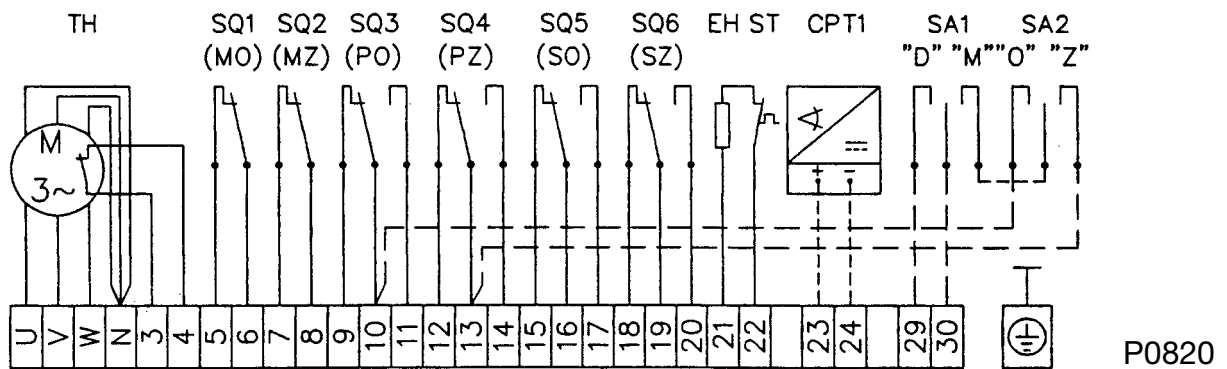 TH SQ1 SQ2 SQ3 SQ4 SQ5 SQ6 EH ST CPT1 SA1 SA2
(MO) (MZ) (PO) (PZ) (SO) (SZ) "D" "M" "O" "Z"
M
3~
+ −
U V W N 3 4 5 6 7 8 9 10 11 12 13 14 15 16 17 18 19 20 21 22 23 24 29 30
P0820